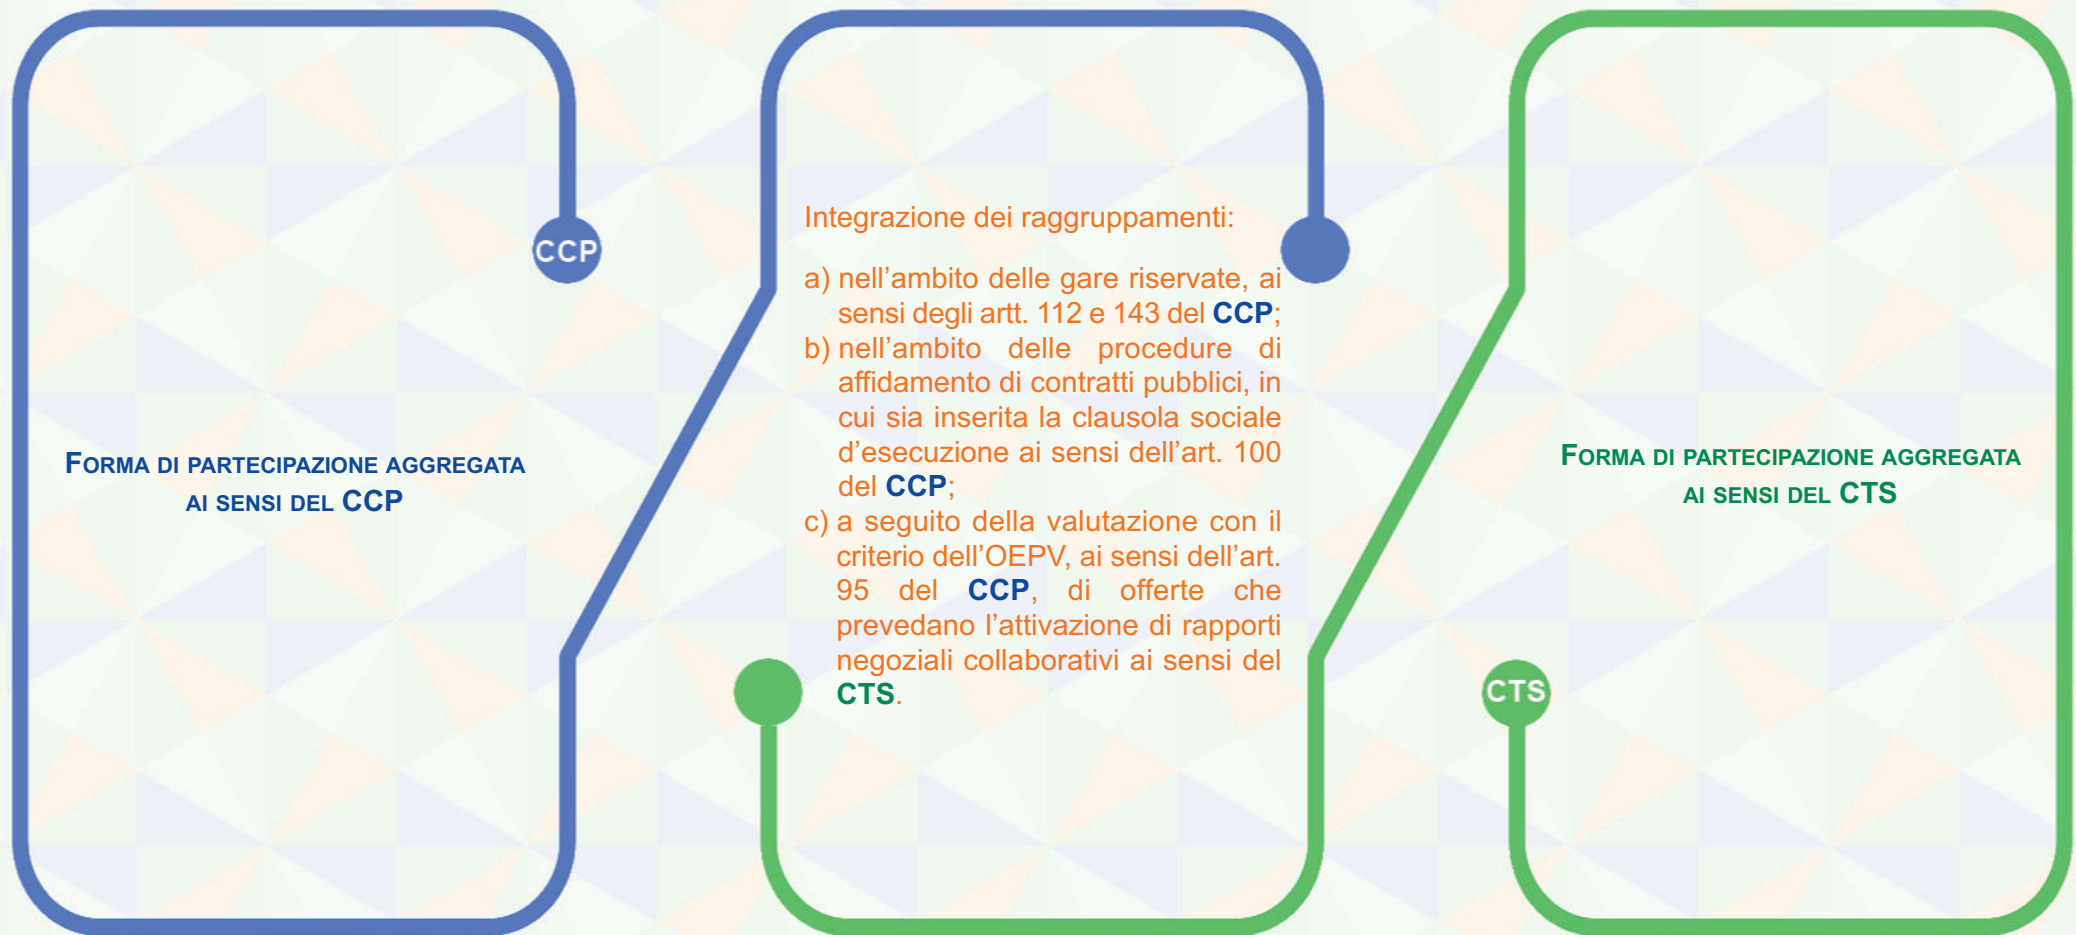 CCP
FORMA DI PARTECIPAZIONE AGGREGATA
AI SENSI DEL CCP
Integrazione dei raggruppamenti:
a) nell’ambito delle gare riservate, ai
sensi degli artt. 112 e 143 del CCP;
b) nell’ambito delle procedure di
affidamento di contratti pubblici, in
cui sia inserita la clausola sociale
d’esecuzione ai sensi dell’art. 100
del CCP;
c) a seguito della valutazione con il
criterio dell’OEPV, ai sensi dell’art.
95 del CCP, di offerte che
prevedano l’attivazione di rapporti
negoziali collaborativi ai sensi del
CTS.
FORMA DI PARTECIPAZIONE AGGREGATA
AI SENSI DEL CTS
CTS